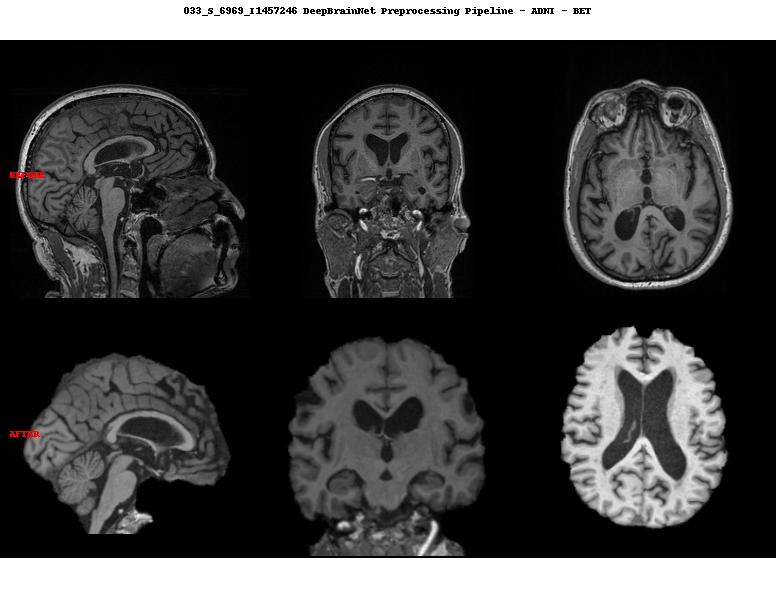 033_S_6969_I1457246 DeepBrainNet Preprocessing Pipeline - ADNI - BET
BEFORE
AFTER